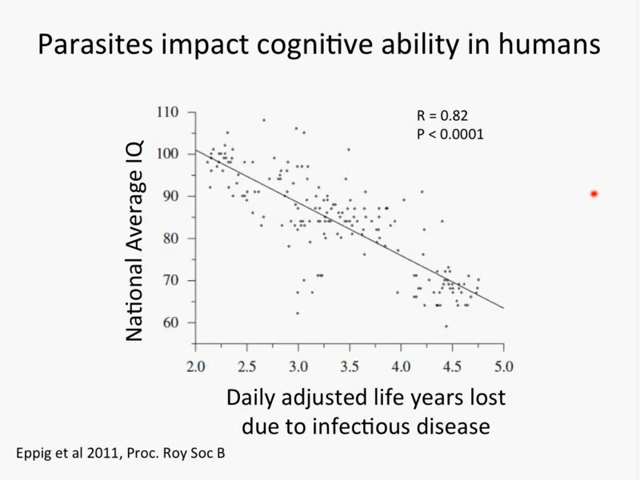 Parasites impact cognitive ability in humans
R = 0.82
P < 0.0001
National Average IQ
110
100
90
80
70
60
2.0 2.5 3.0 3.5 4.0 4.5 5.0
Daily adjusted life years lost
due to infectious disease
Eppig et al 2011, Proc. Roy Soc B